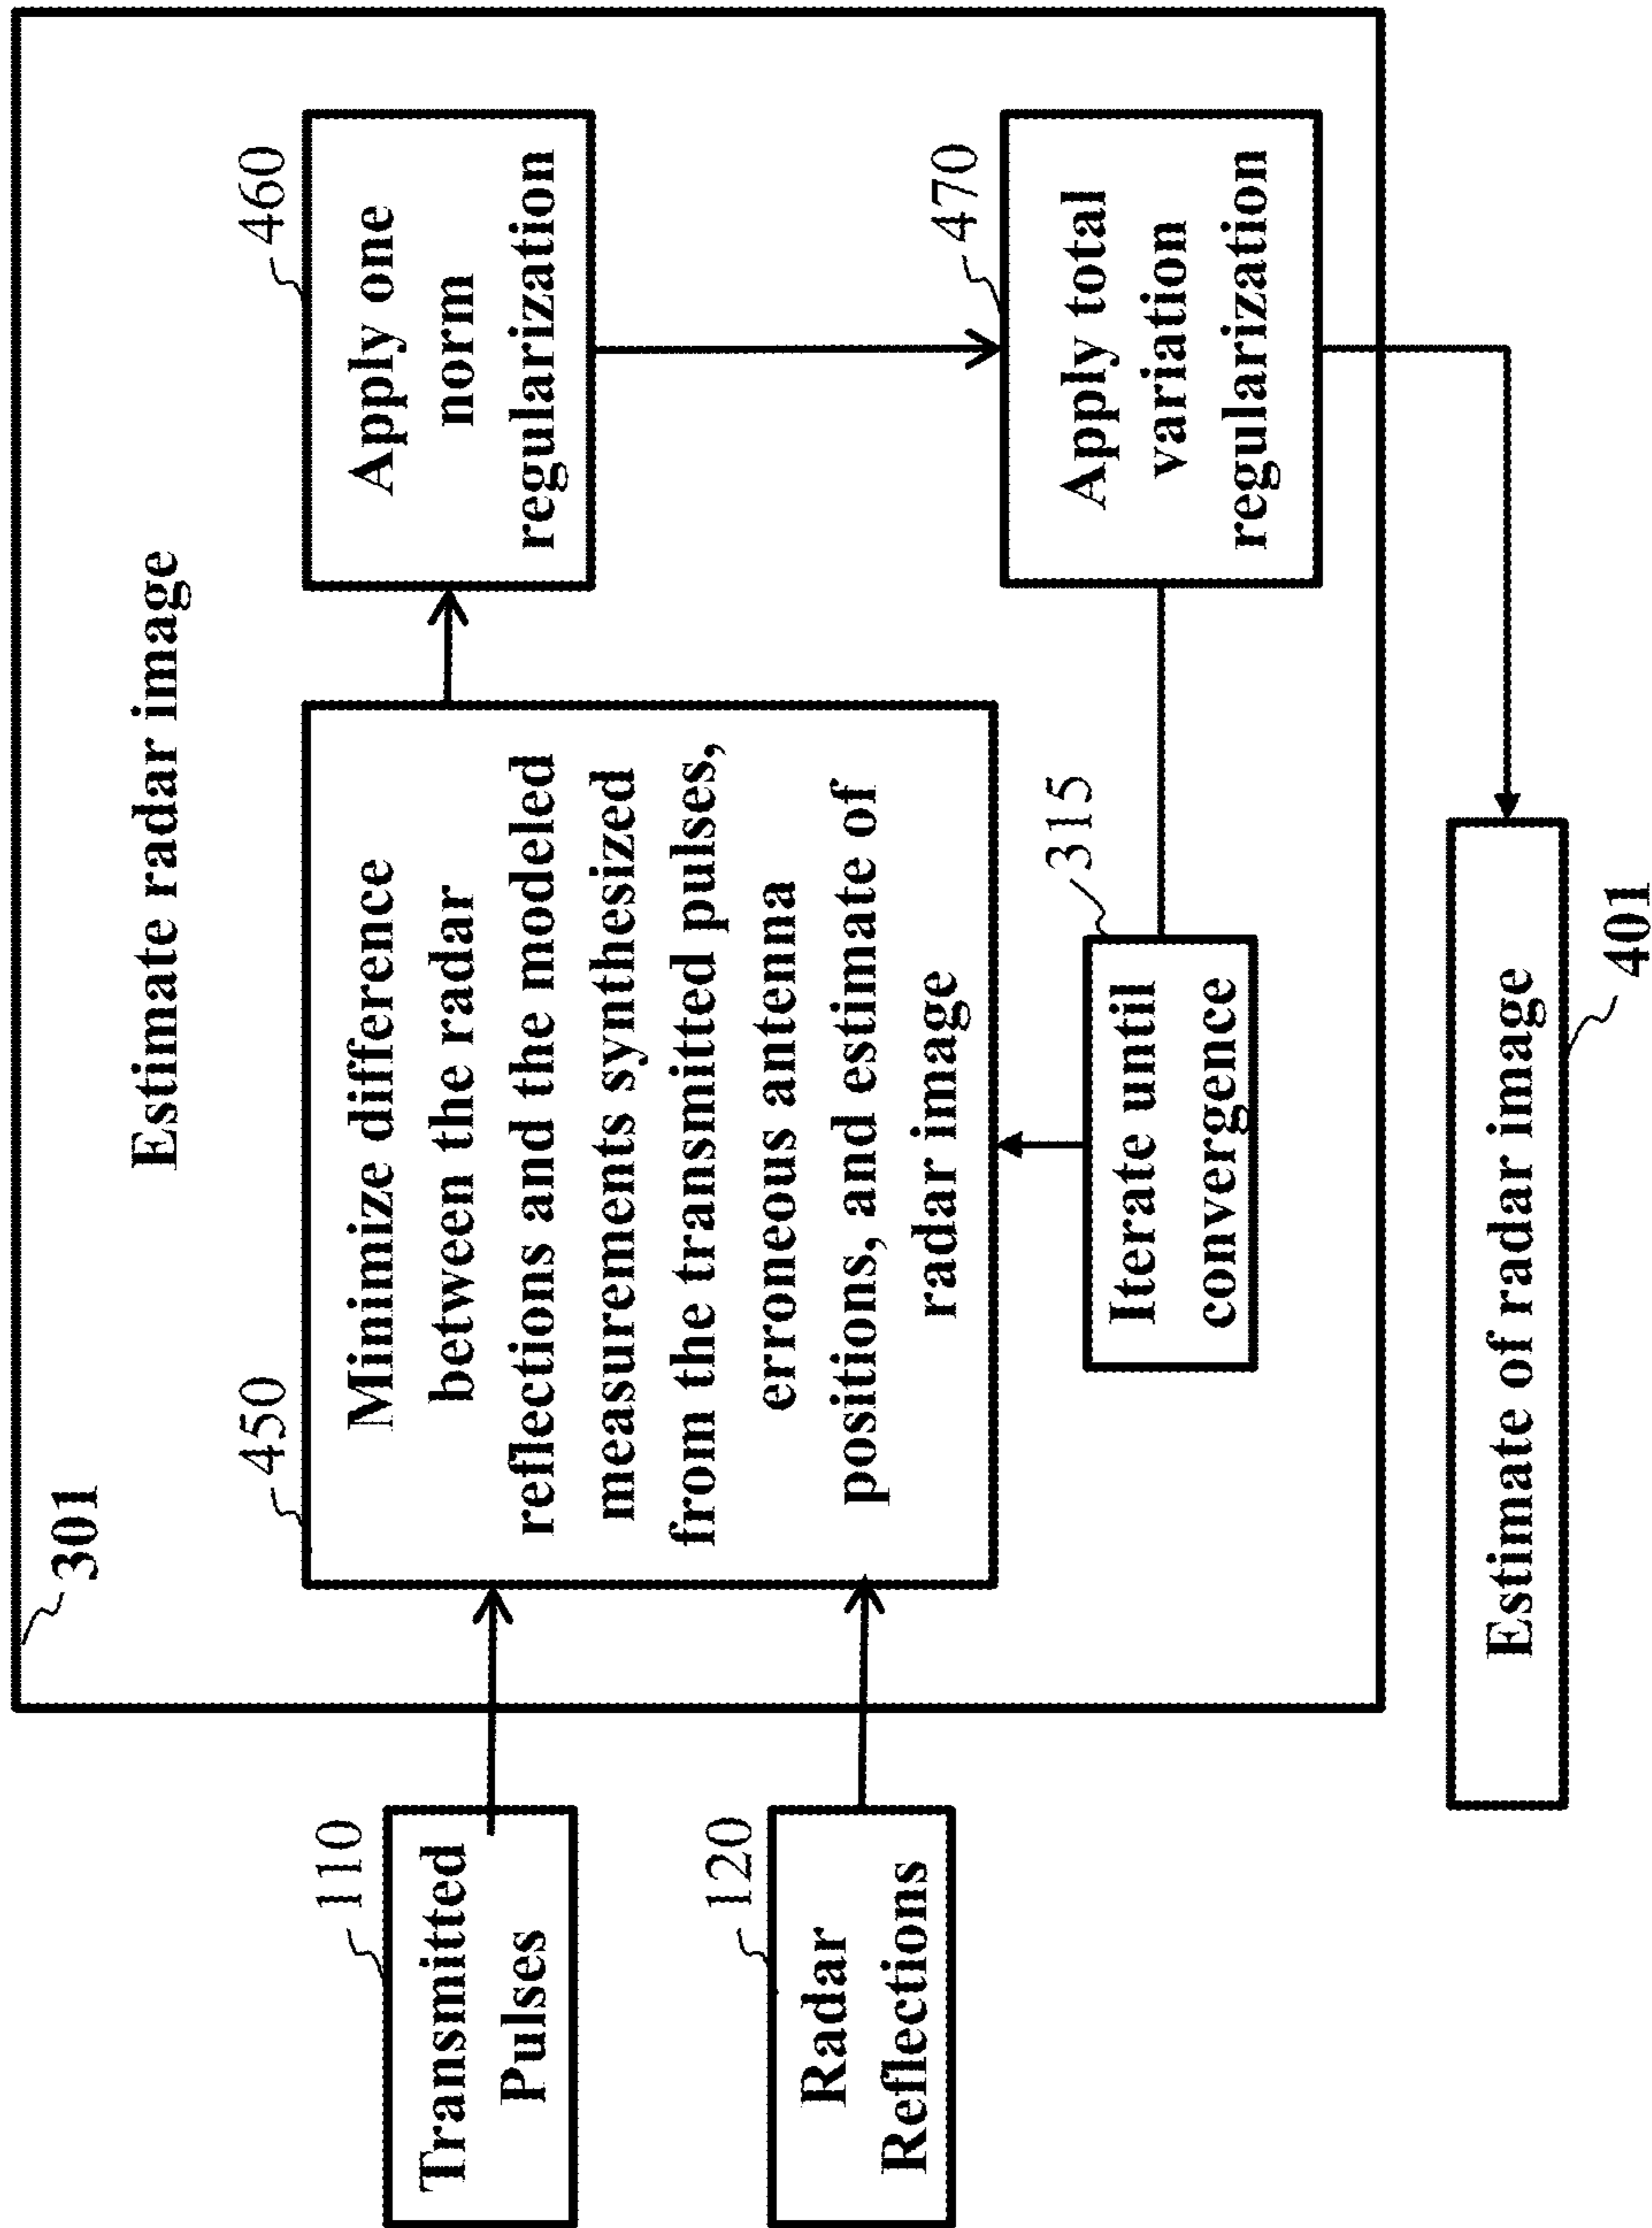 301
Estimate radar image
110
Transmitted
Pulses
120
Radar
Reflections
450
Minimize difference
between the radar
reflections and the modeled
measurements synthesized
from the transmitted pulses,
erroneous antenna
positions, and estimate of
radar image
460
Apply one
norm
regularization
470
Apply total
variation
regularization
315
Iterate until
convergence
Estimate of radar image
401